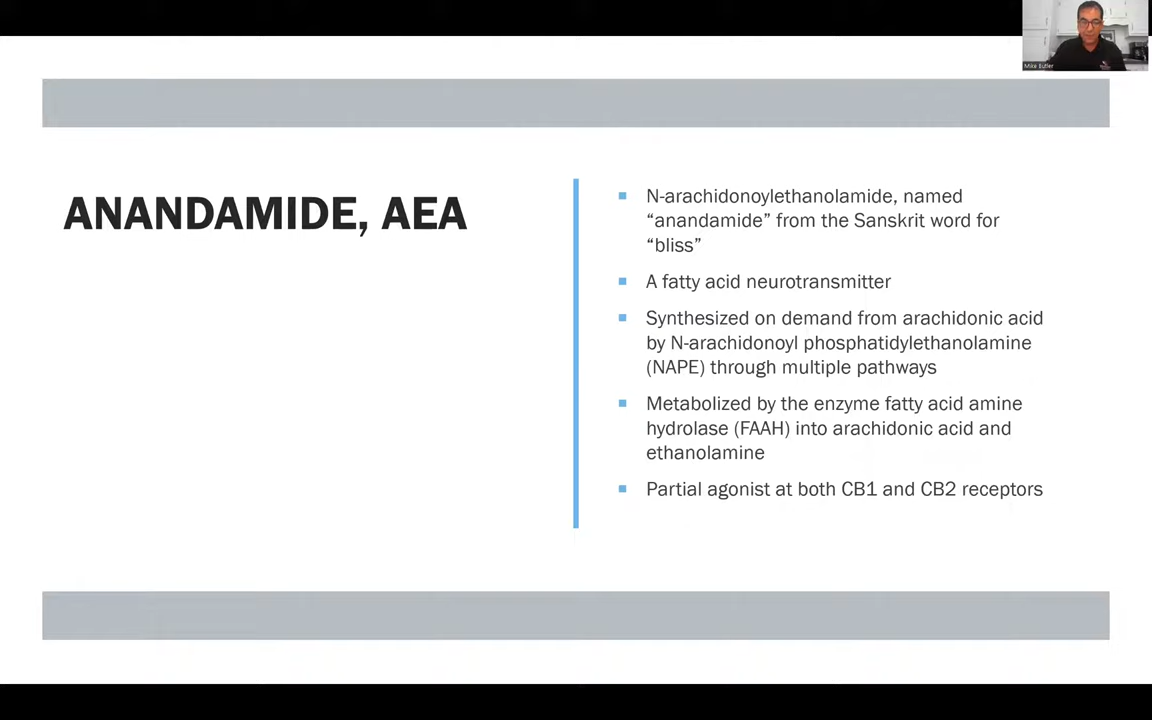 Mike Butler
ANANDAMIDE, AEA
N-arachidonoylethanolamide, named
“anandamide” from the Sanskrit word for
“bliss”
A fatty acid neurotransmitter
Synthesized on demand from arachidonic acid
by N-arachidonoyl phosphatidylethanolamine
(NAPE) through multiple pathways
Metabolized by the enzyme fatty acid amine
hydrolase (FAAH) into arachidonic acid and
ethanolamine
Partial agonist at both CB1 and CB2 receptors